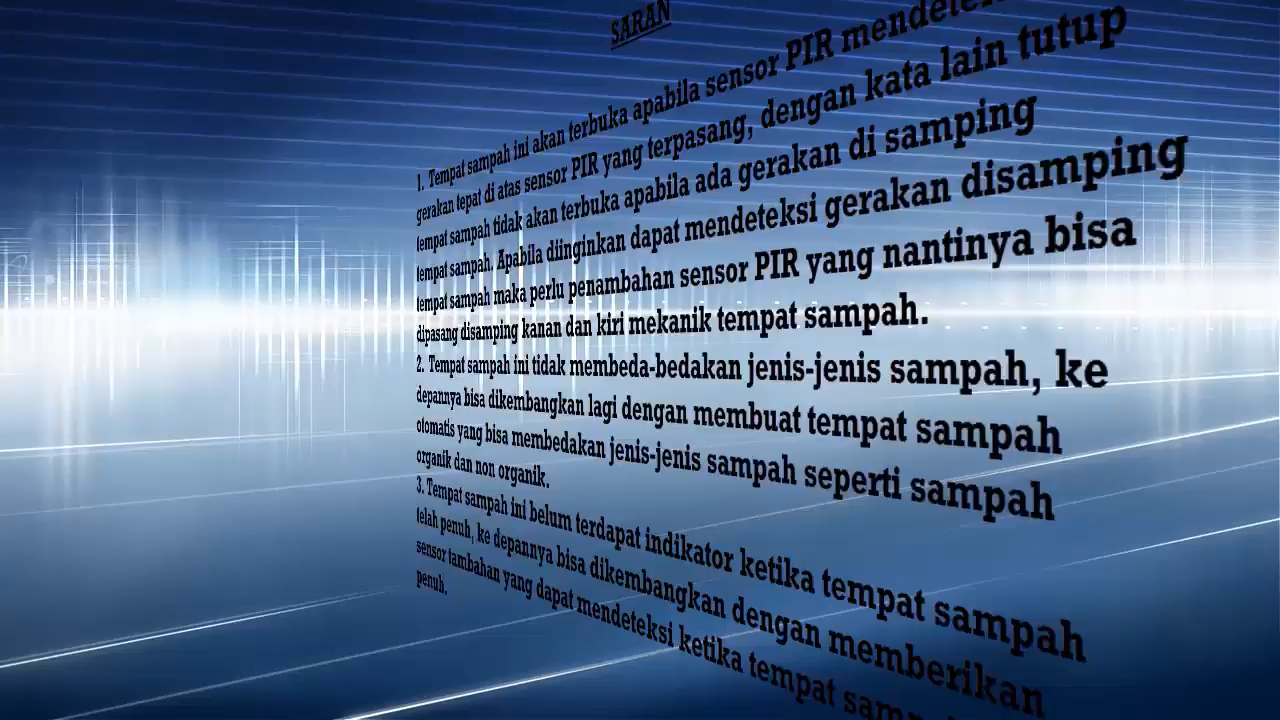 SARAN
1. Tempat sampah ini akan terbuka apabila sensor PIR mendeteksi
gerakan tepat di atas sensor PIR yang terpasang, dengan kata lain tutup
tempat sampah tidak akan terbuka apabila ada gerakan di samping
tempat sampah. Apabila diinginkan dapat mendeteksi gerakan disamping
tempat sampah maka perlu penambahan sensor PIR yang nantinya bisa
dipasang disamping kanan dan kiri mekanik tempat sampah.
2. Tempat sampah ini tidak membeda-bedakan jenis-jenis sampah, ke
depannya bisa dikembangkan lagi dengan membuat tempat sampah
otomatis yang bisa membedakan jenis-jenis sampah seperti sampah
organik dan non organik.
3. Tempat sampah ini belum terdapat indikator ketika tempat sampah
telah penuh, ke depannya bisa dikembangkan dengan memberikan
sensor tambahan yang dapat mendeteksi ketika tempat sampah
penuh.